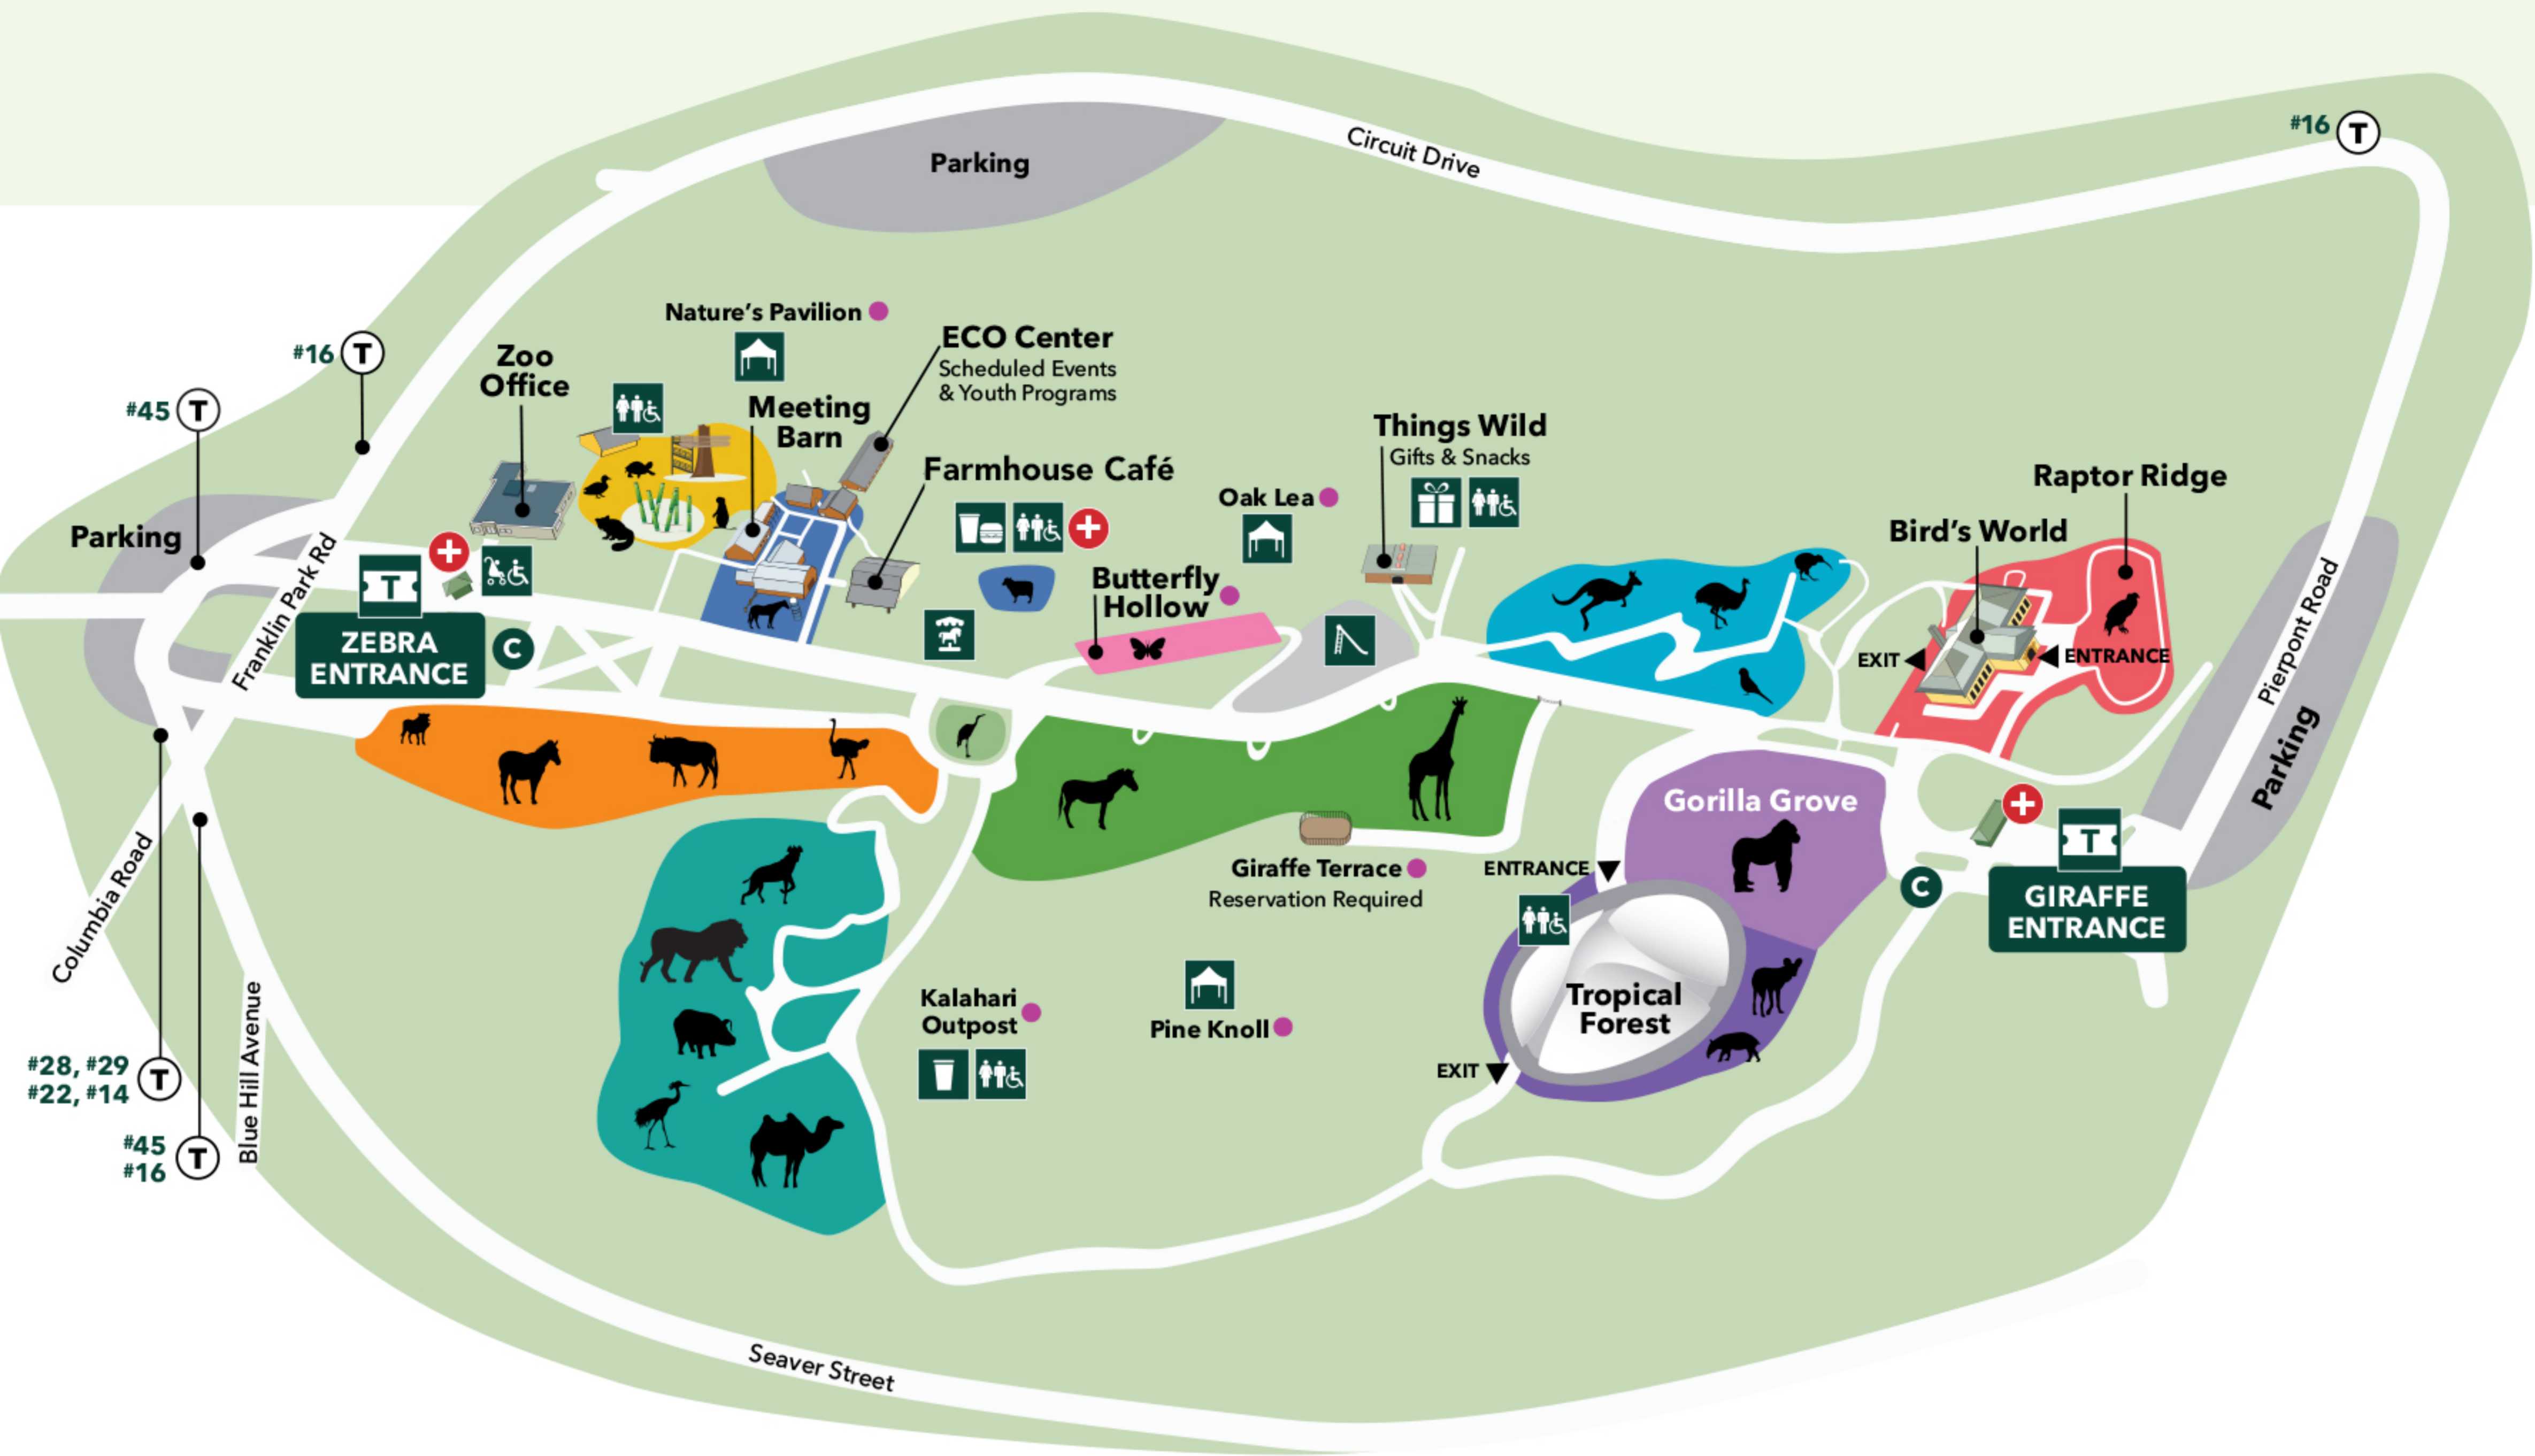 Parking
Circuit Drive
#16 T
Nature's Pavilion
ECO Center
Scheduled Events
& Youth Programs
#16 T
Zoo
Office
#45 T
Meeting
Barn
Farmhouse Café
Things Wild
Gifts & Snacks
Oak Lea
Raptor Ridge
Bird's World
Parking
Franklin Park Rd
T
ZEBRA
ENTRANCE
C
Butterfly
Hollow
EXIT
ENTRANCE
Pierpont Road
Parking
Gorilla Grove
T
GIRAFFE
ENTRANCE
C
Giraffe Terrace
Reservation Required
ENTRANCE
Columbia Road
Kalahari
Outpost
Pine Knoll
Tropical
Forest
EXIT
#28, #29
#22, #14
T
Blue Hill Avenue
#45
#16
T
Seaver Street